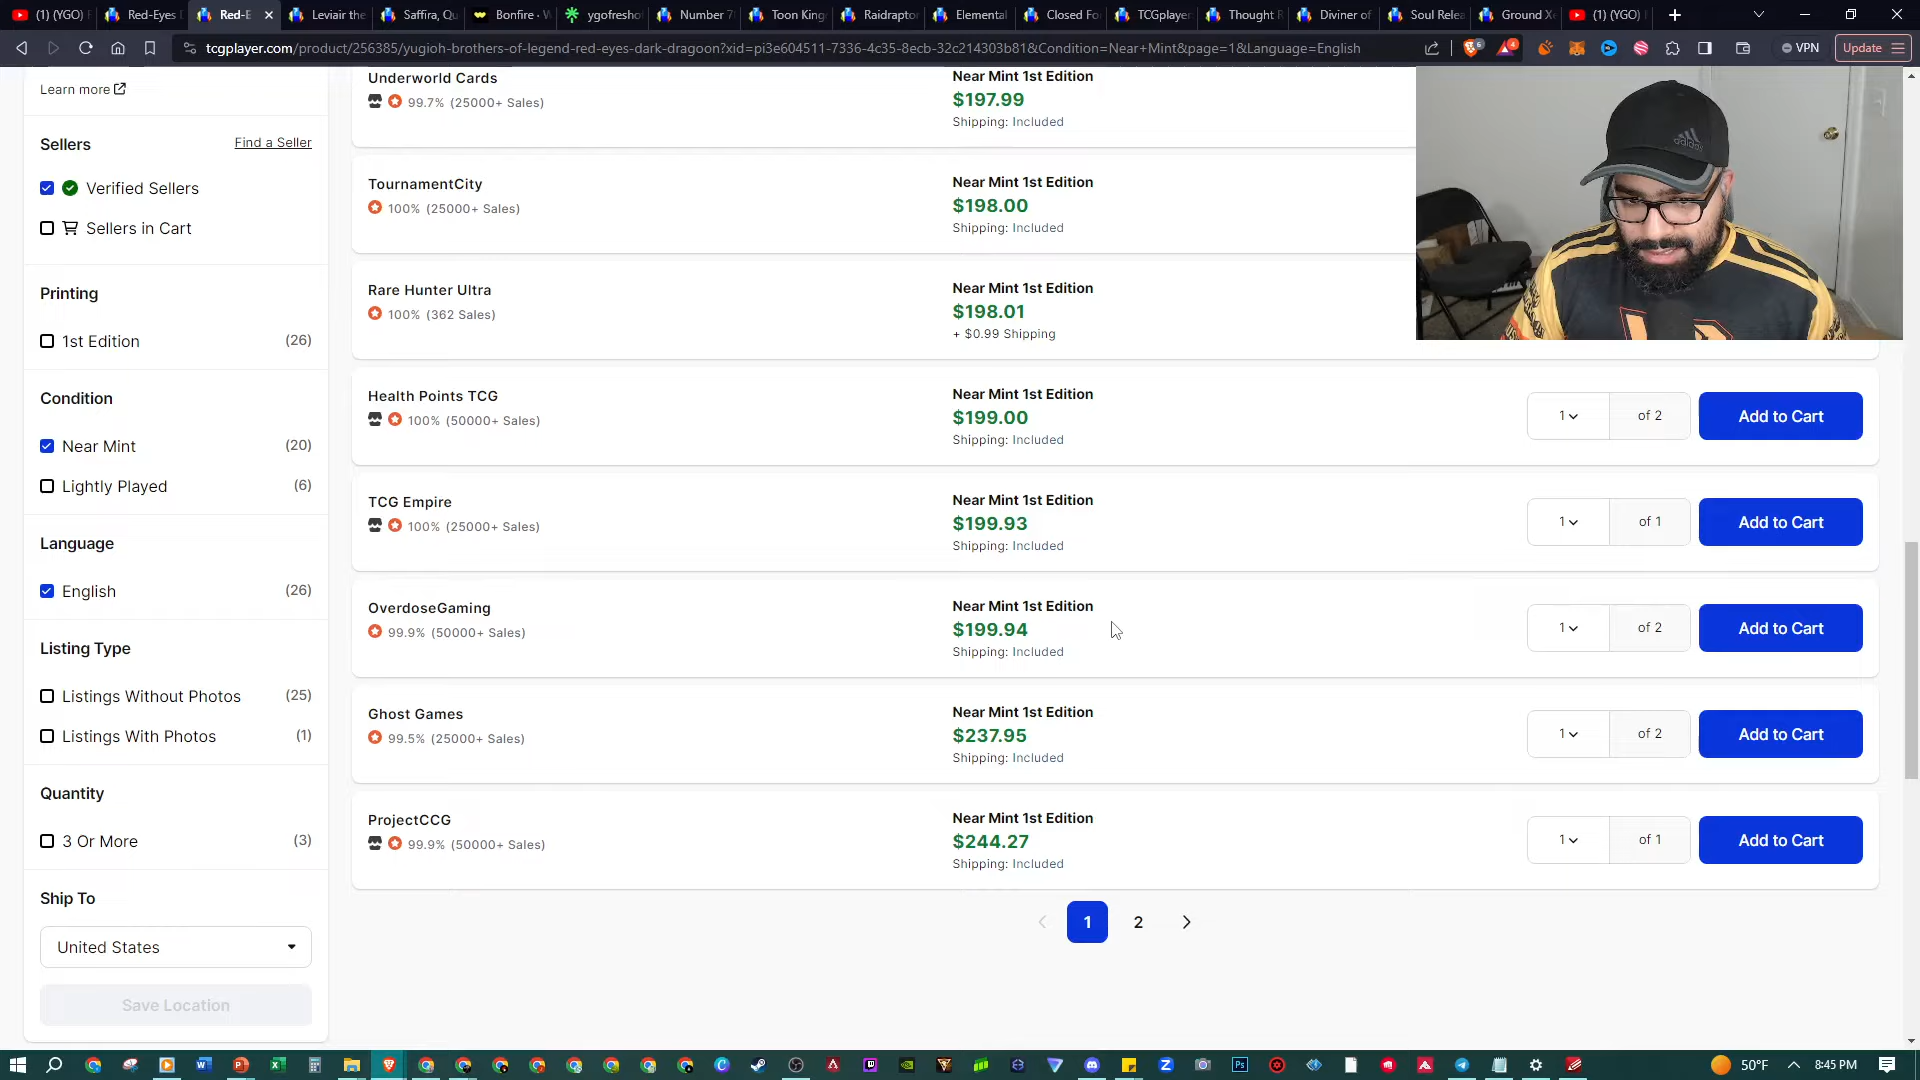 (1) (YGO)
Red-Eyes
Red-E
Leviair the
Saffira, Qu
Bonfire
ygofresho
Number 7
Toon King
Raidraptor
Elemental
Closed Fo
TCGplayer
Thought R
Diviner of
Soul Relea
Ground X
(1) (YGO)
tcgplayer.com/product/256385/yugioh-brothers-of-legend-red-eyes-dark-dragoon?xid=pi3e604511-7336-4c35-8ecb-32c214303b81&Condition=Near+Mint&page=1&Language=English
VPN
Update
Learn more
Sellers
Find a Seller
Verified Sellers
Sellers in Cart
Printing
1st Edition (26)
Condition
Near Mint (20)
Lightly Played (6)
Language
English (26)
Listing Type
Listings Without Photos (25)
Listings With Photos (1)
Quantity
3 Or More (3)
Ship To
United States
Save Location
Underworld Cards
99.7% (25000+ Sales)
Near Mint 1st Edition
$197.99
Shipping: Included
TournamentCity
100% (25000+ Sales)
Near Mint 1st Edition
$198.00
Shipping: Included
Rare Hunter Ultra
100% (362 Sales)
Near Mint 1st Edition
$198.01
+ $0.99 Shipping
Health Points TCG
100% (50000+ Sales)
Near Mint 1st Edition
$199.00
Shipping: Included
1 of 2 Add to Cart
TCG Empire
100% (25000+ Sales)
Near Mint 1st Edition
$199.93
Shipping: Included
1 of 1 Add to Cart
OverdoseGaming
99.9% (50000+ Sales)
Near Mint 1st Edition
$199.94
Shipping: Included
1 of 2 Add to Cart
Ghost Games
99.5% (25000+ Sales)
Near Mint 1st Edition
$237.95
Shipping: Included
1 of 2 Add to Cart
ProjectCCG
99.9% (50000+ Sales)
Near Mint 1st Edition
$244.27
Shipping: Included
1 of 1 Add to Cart
1 2
adidas
50°F
8:45 PM